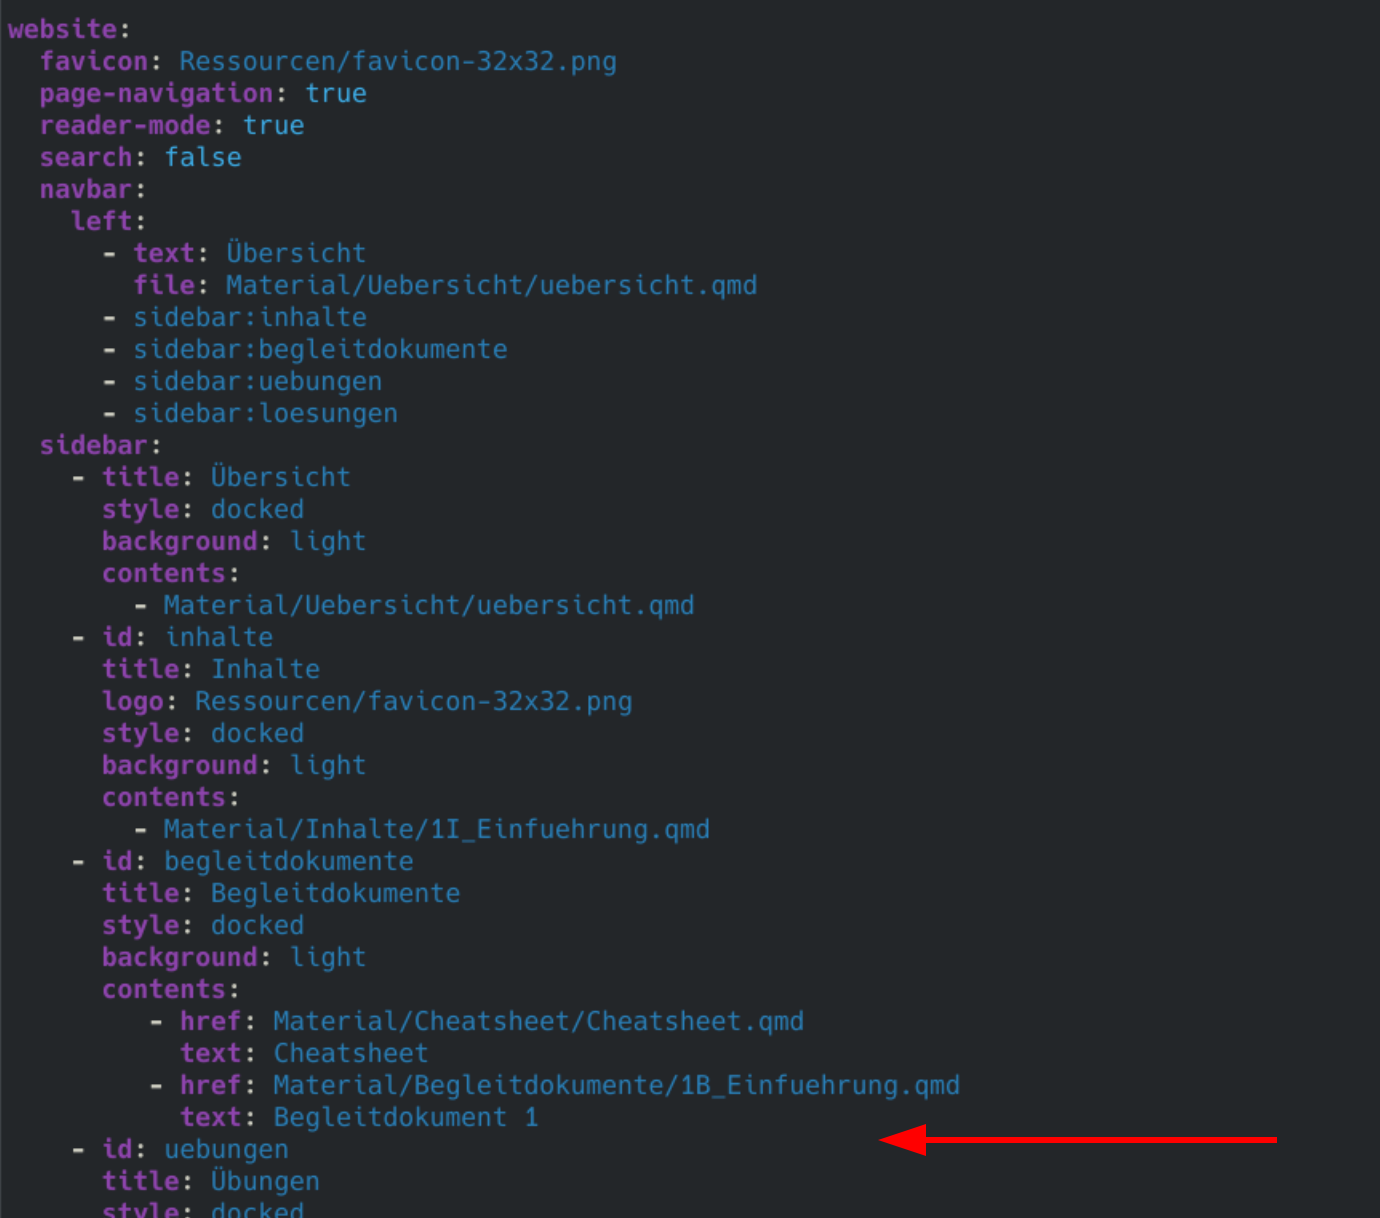 website:
  favicon: Ressourcen/favicon-32x32.png
  page-navigation: true
  reader-mode: true
  search: false
  navbar:
    left:
      - text: Übersicht
        file: Material/Uebersicht/uebersicht.qmd
      - sidebar:inhalte
      - sidebar:begleitdokumente
      - sidebar:uebungen
      - sidebar:loesungen
  sidebar:
    - title: Übersicht
      style: docked
      background: light
      contents:
        - Material/Uebersicht/uebersicht.qmd
    - id: inhalte
      title: Inhalte
      logo: Ressourcen/favicon-32x32.png
      style: docked
      background: light
      contents:
        - Material/Inhalte/1I_Einfuehrung.qmd
    - id: begleitdokumente
      title: Begleitdokumente
      style: docked
      background: light
      contents:
         - href: Material/Cheatsheet/Cheatsheet.qmd
           text: Cheatsheet
         - href: Material/Begleitdokumente/1B_Einfuehrung.qmd
           text: Begleitdokument 1
    - id: uebungen
      title: Übungen
      style: docked